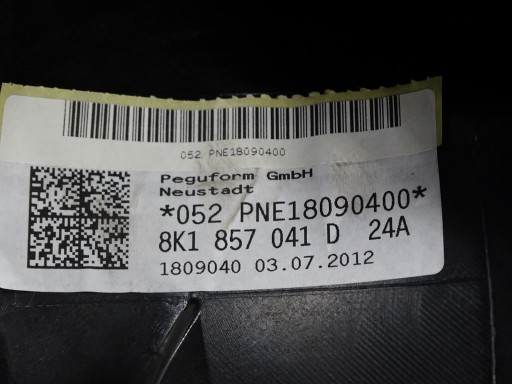 052 PNE18090400
Peguform GmbH
Neustadt
*052 PNE18090400*
8K1 857 041 D 24A
1809040 03.07.2012